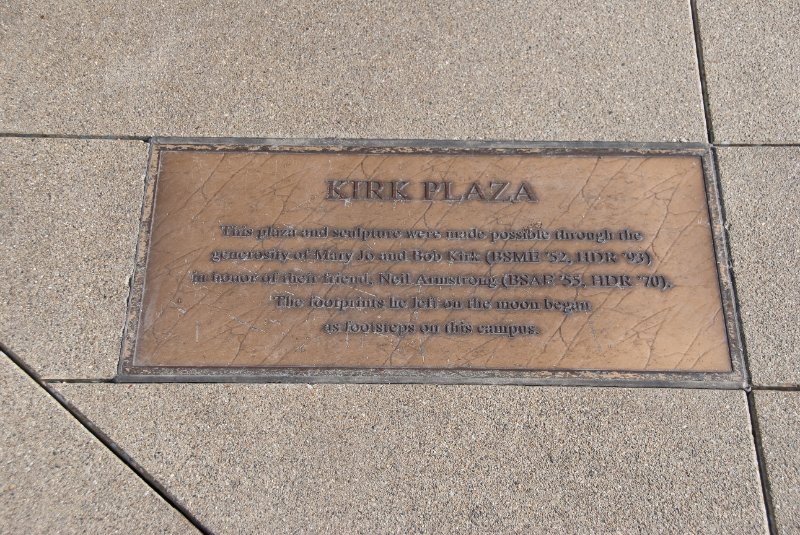 KIRK PLAZA
This plaza and sculpture were made possible through the
generosity of Mary Jo and Bob Kirk (BSME '52, HDR '93)
in honor of their friend, Neil Armstrong (BSAE '55, HDR '70).
The footprints he left on the moon began
as footsteps on this campus.